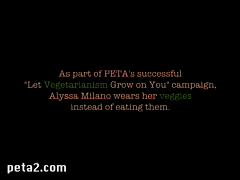 As part of PETA's successful
"Let Vegetarianism Grow on You" campaign,
Alyssa Milano wears her veggies
instead of eating them.
peta2.com